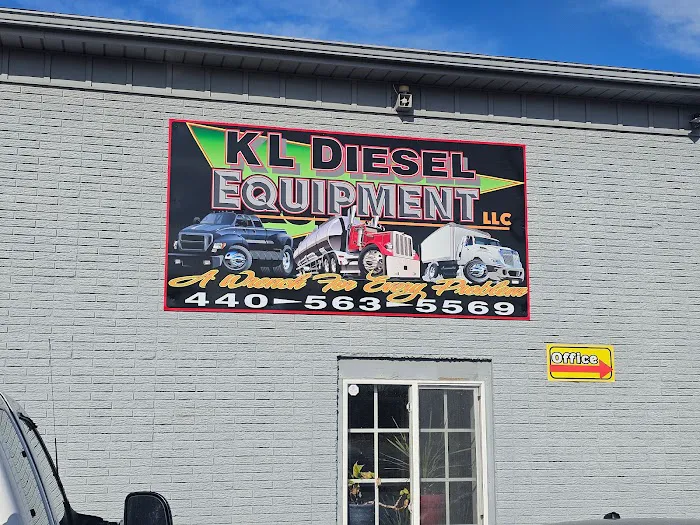 KL DIESEL
EQUIPMENT LLC
A Wrench For Every Problem
440-563-5569
Office